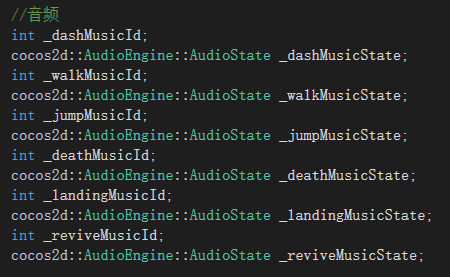 //音频
int _dashMusicId;
cocos2d::AudioEngine::AudioState _dashMusicState;
int _walkMusicId;
cocos2d::AudioEngine::AudioState _walkMusicState;
int _jumpMusicId;
cocos2d::AudioEngine::AudioState _jumpMusicState;
int _deathMusicId;
cocos2d::AudioEngine::AudioState _deathMusicState;
int _landingMusicId;
cocos2d::AudioEngine::AudioState _landingMusicState;
int _reviveMusicId;
cocos2d::AudioEngine::AudioState _reviveMusicState;